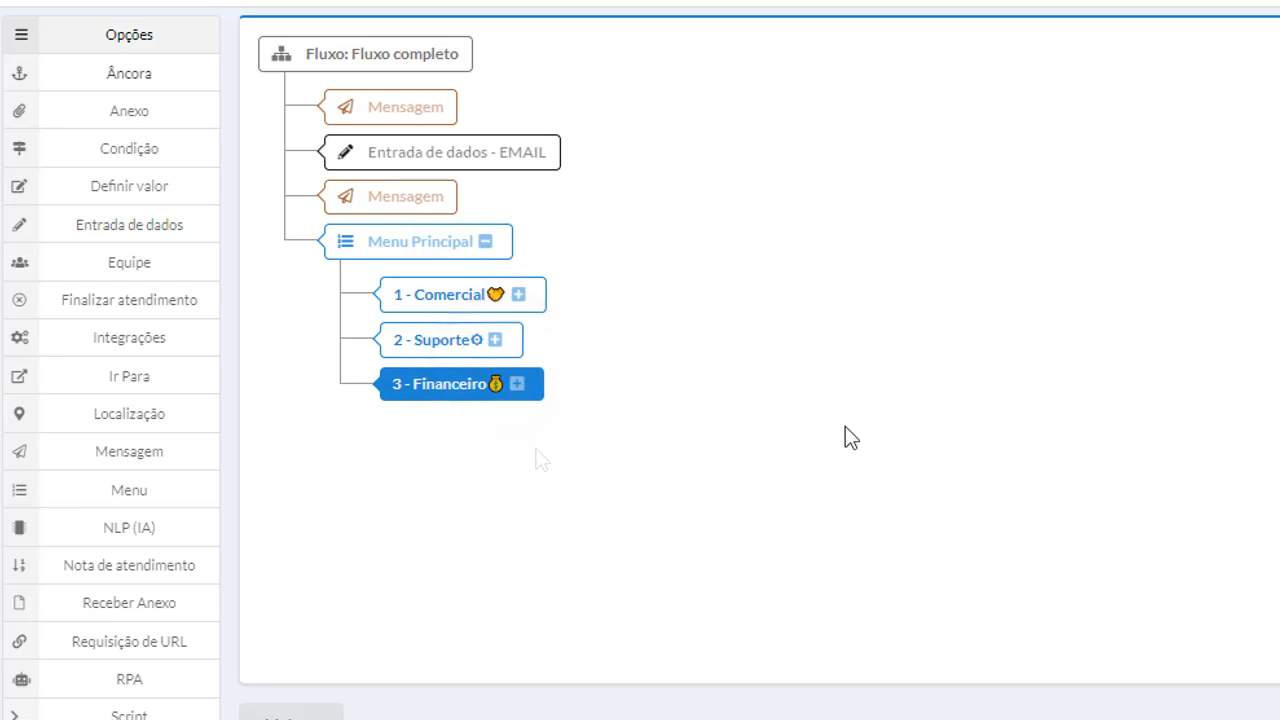 Opções
Âncora
Anexo
Condição
Definir valor
Entrada de dados
Equipe
Finalizar atendimento
Integrações
Ir Para
Localização
Mensagem
Menu
NLP (IA)
Nota de atendimento
Receber Anexo
Requisição de URL
RPA
Script
Fluxo: Fluxo completo
Mensagem
Entrada de dados - EMAIL
Mensagem
Menu Principal
1 - Comercial
2 - Suporte⚙
3 - Financeiro💰